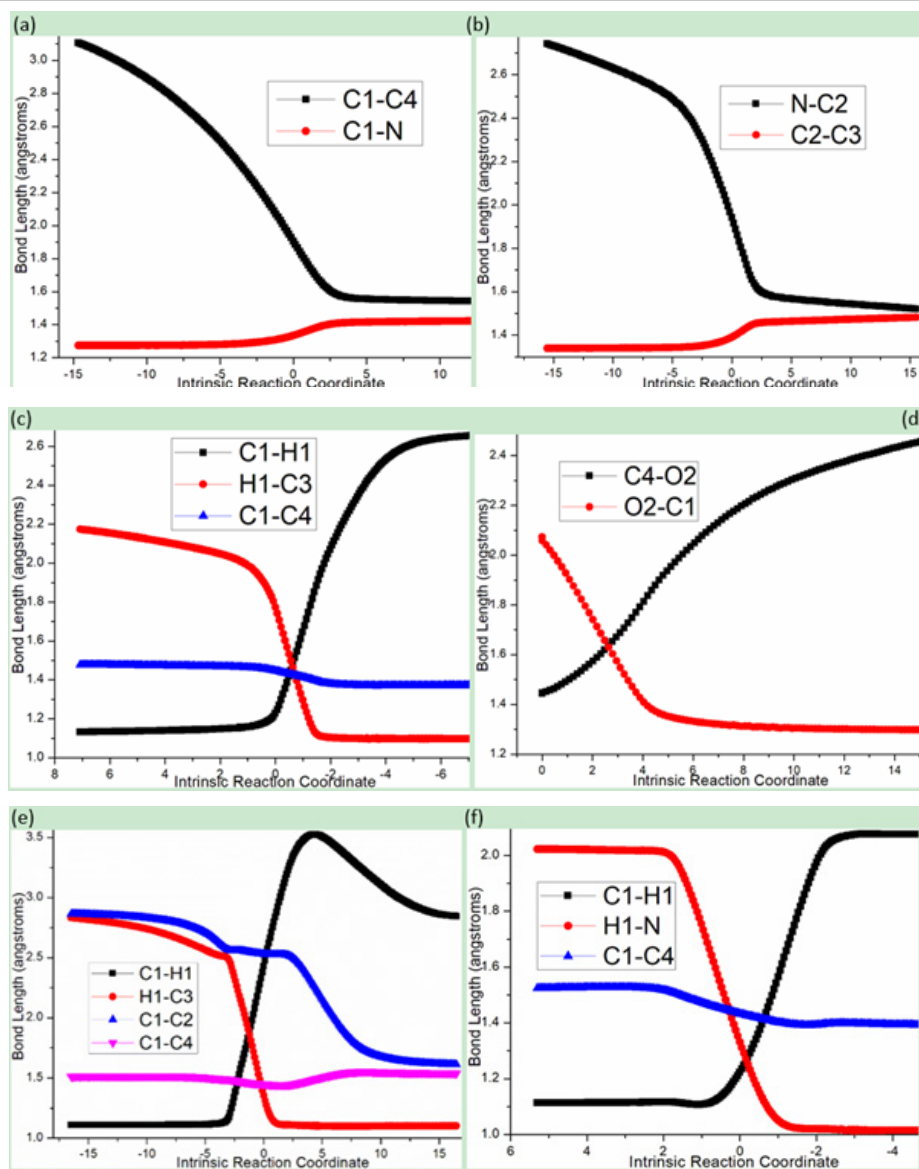 (a)
Bond Length (angstroms)
3.0
2.8
2.6
2.4
2.2
2.0
1.8
1.6
1.4
1.2
C1-C4
C1-N
-15 -10 -5 0 5 10
Intrinsic Reaction Coordinate
(b)
Bond Length (angstroms)
2.6
2.4
2.2
2.0
1.8
1.6
1.4
N-C2
C2-C3
-15 -10 -5 0 5 10 15
Intrinsic Reaction Coordinate
(c)
Bond Length (angstroms)
2.6
2.4
2.2
2.0
1.8
1.6
1.4
1.2
1.0
C1-H1
H1-C3
C1-C4
8 6 4 2 0 -2 -4 -6
Intrinsic Reaction Coordinate
(d)
Bond Length (angstroms)
2.4
2.2
2.0
1.8
1.6
1.4
1.2
C4-O2
O2-C1
0 2 4 6 8 10 12 14
Intrinsic Reaction Coordinate
(e)
Bond Length (angstroms)
3.5
3.0
2.5
2.0
1.5
1.0
C1-H1
H1-C3
C1-C2
C1-C4
-15 -10 -5 0 5 10 15
Intrinsic Reaction Coordinate
(f)
Bond Length (angstroms)
2.0
1.8
1.6
1.4
1.2
1.0
C1-H1
H1-N
C1-C4
6 4 2 -0 -2 -4
Intrinsic Reaction Coordinate